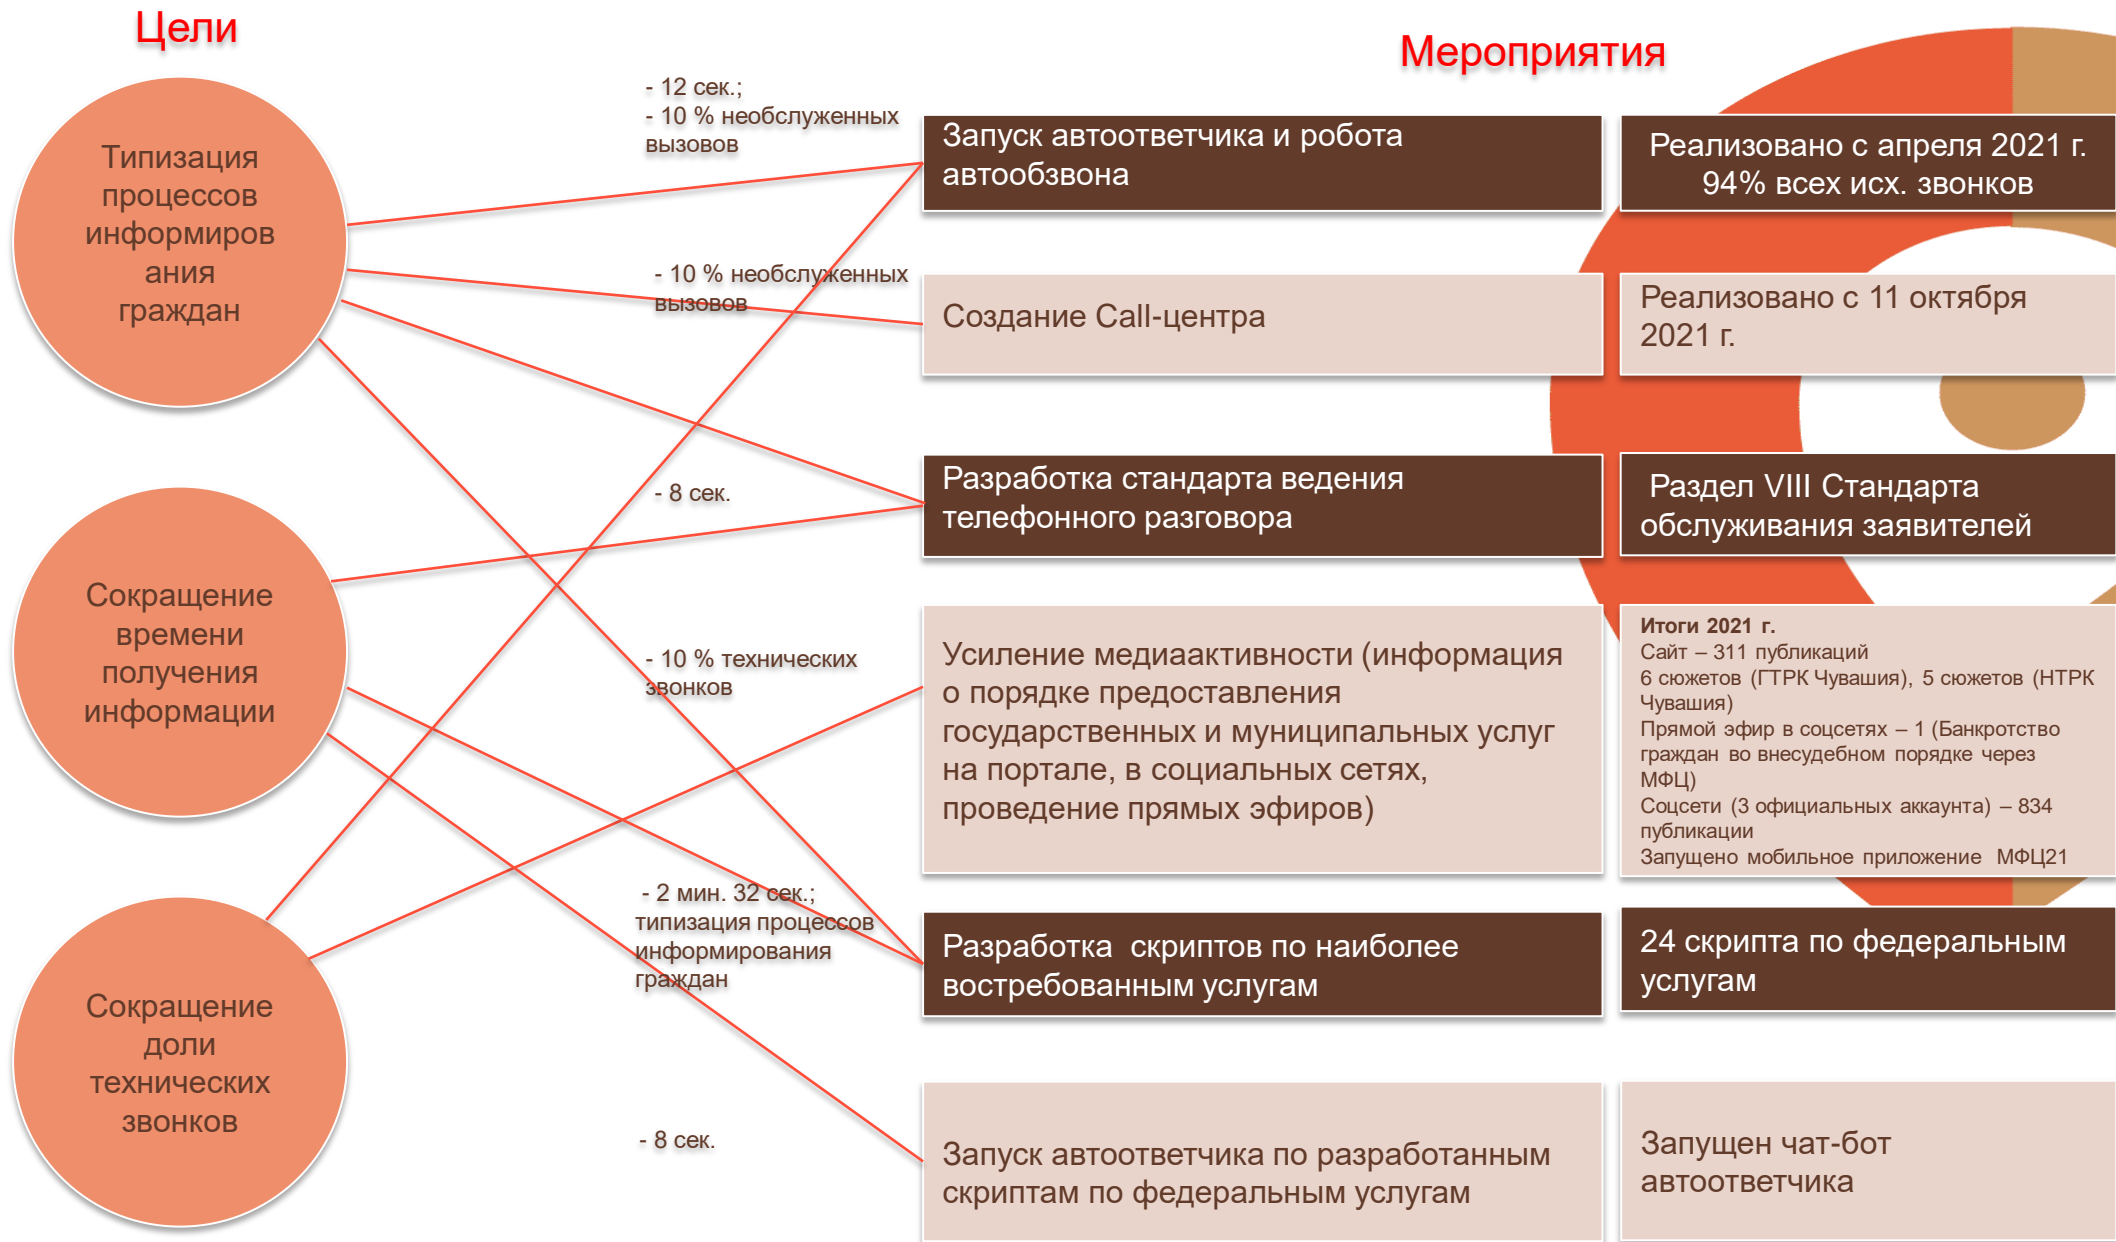 Цели
Мероприятия
Типизация
процессов
информиров
ания
граждан
Сокращение
времени
получения
информации
Сокращение
доли
технических
звонков
- 12 сек.;
- 10 % необслуженных
вызовов
- 10 % необслуженных
вызовов
- 8 сек.
- 10 % технических
звонков
- 2 мин. 32 сек.;
типизация процессов
информирования
граждан
- 8 сек.
Запуск автоответчика и робота
автообзвона
Реализовано с апреля 2021 г.
94% всех исх. звонков
Создание Call-центра
Реализовано с 11 октября
2021 г.
Разработка стандарта ведения
телефонного разговора
Раздел VIII Стандарта
обслуживания заявителей
Усиление медиаактивности (информация
о порядке предоставления
государственных и муниципальных услуг
на портале, в социальных сетях,
проведение прямых эфиров)
Итоги 2021 г.
Сайт – 311 публикаций
6 сюжетов (ГТРК Чувашия), 5 сюжетов (НТРК
Чувашия)
Прямой эфир в соцсетях – 1 (Банкротство
граждан во внесудебном порядке через
МФЦ)
Соцсети (3 официальных аккаунта) – 834
публикации
Запущено мобильное приложение МФЦ21
Разработка скриптов по наиболее
востребованным услугам
24 скрипта по федеральным
услугам
Запуск автоответчика по разработанным
скриптам по федеральным услугам
Запущен чат-бот
автоответчика